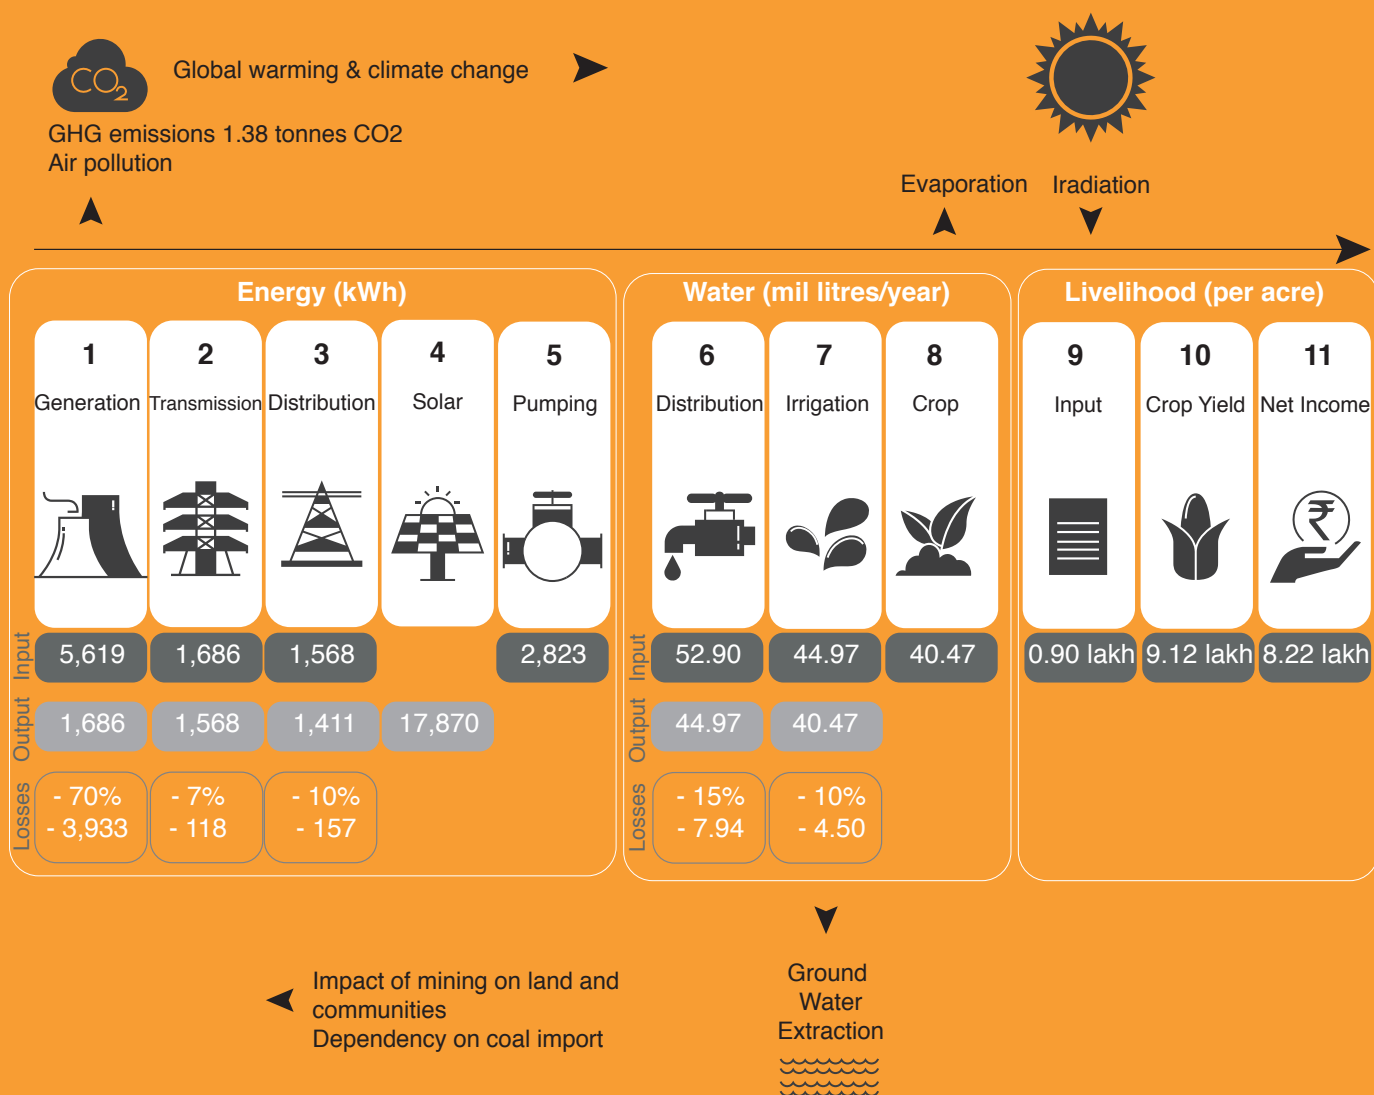 CO2
Global warming & climate change
GHG emissions 1.38 tonnes CO2
Air pollution
Evaporation
Iradiation
Energy (kWh)
Water (mil litres/year)
Livelihood (per acre)
1
2
3
4
5
6
7
8
9
10
11
Generation
Transmission
Distribution
Solar
Pumping
Distribution
Irrigation
Crop
Input
Crop Yield
Net Income
₹
Input
5,619
1,686
1,568
2,823
Input
52.90
44.97
40.47
0.90 lakh
9.12 lakh
8.22 lakh
Output
1,686
1,568
1,411
17,870
Output
44.97
40.47
Losses
- 70%
- 3,933
- 7%
- 118
- 10%
- 157
Losses
- 15%
- 7.94
- 10%
- 4.50
Impact of mining on land and
communities
Dependency on coal import
Ground
Water
Extraction